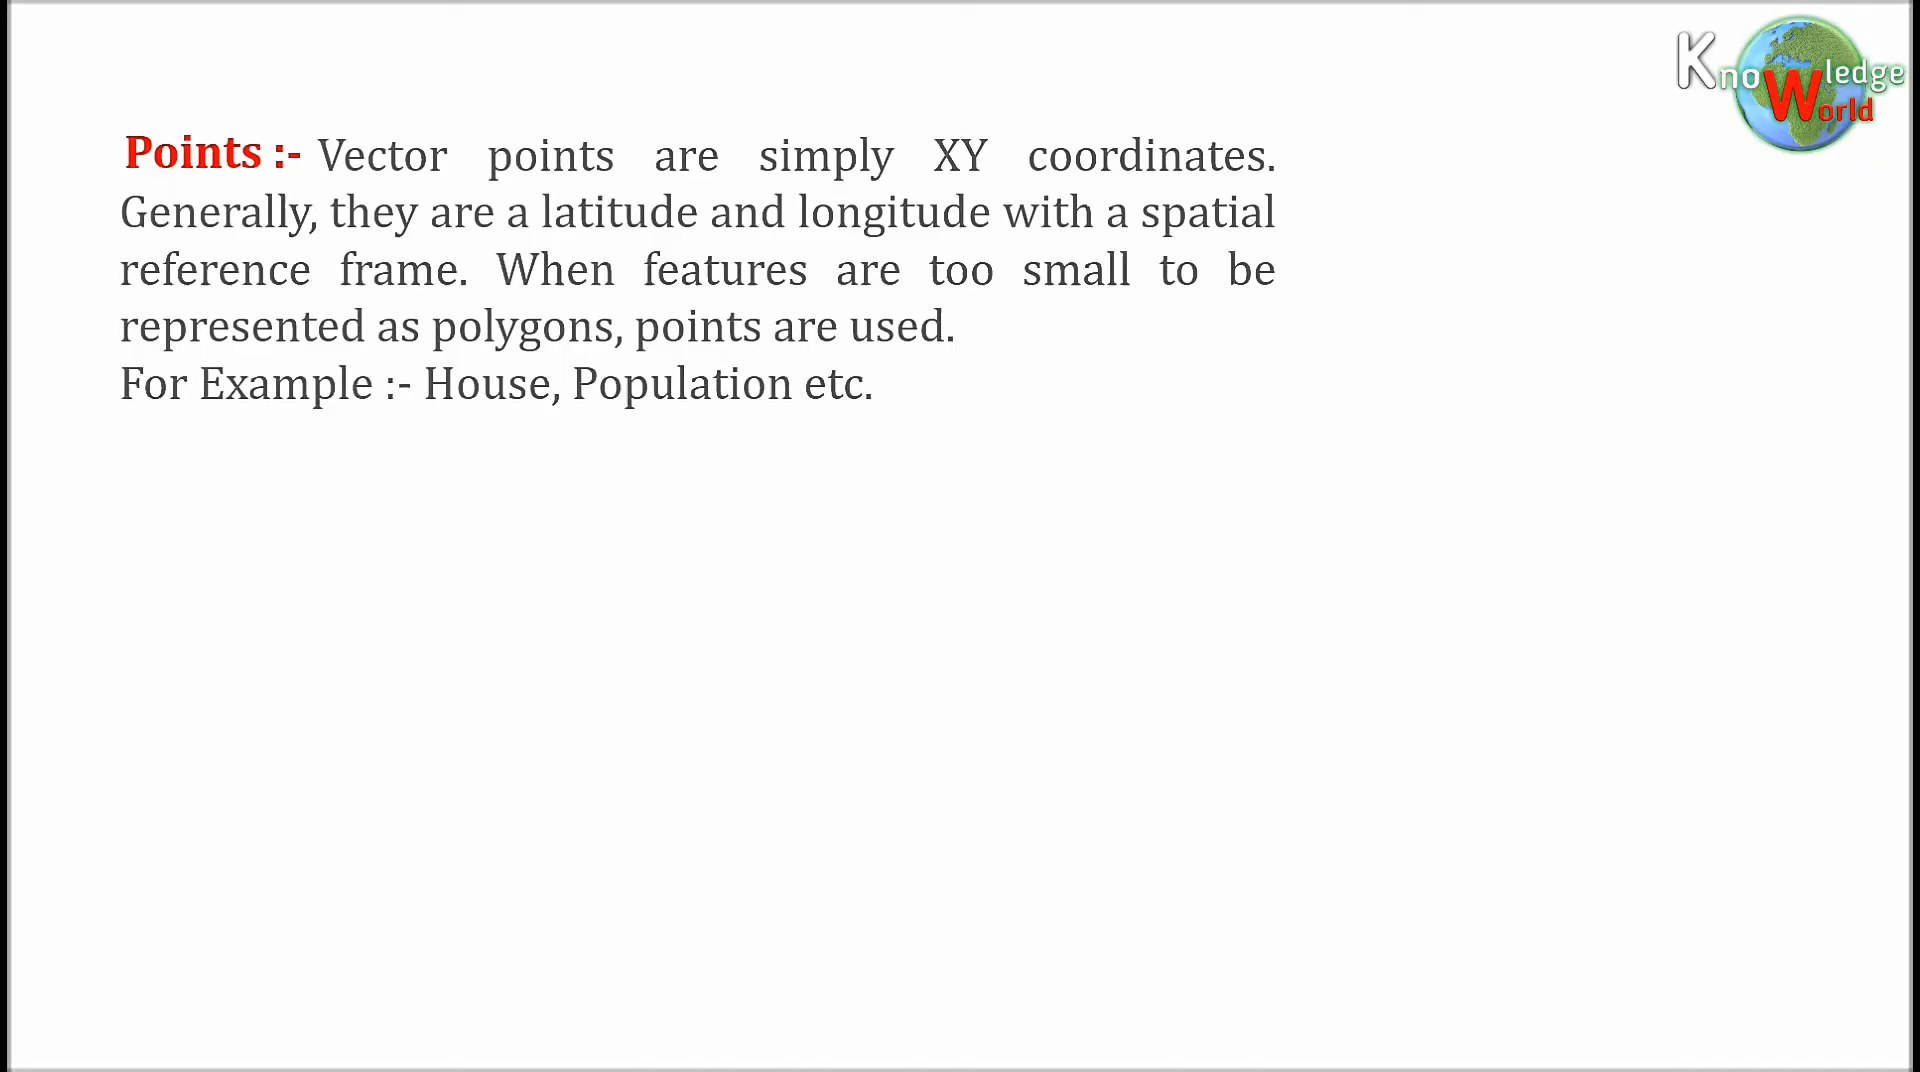 Knowledge
World
Points :- Vector points are simply XY coordinates.
Generally, they are a latitude and longitude with a spatial
reference frame. When features are too small to be
represented as polygons, points are used.
For Example :- House, Population etc.